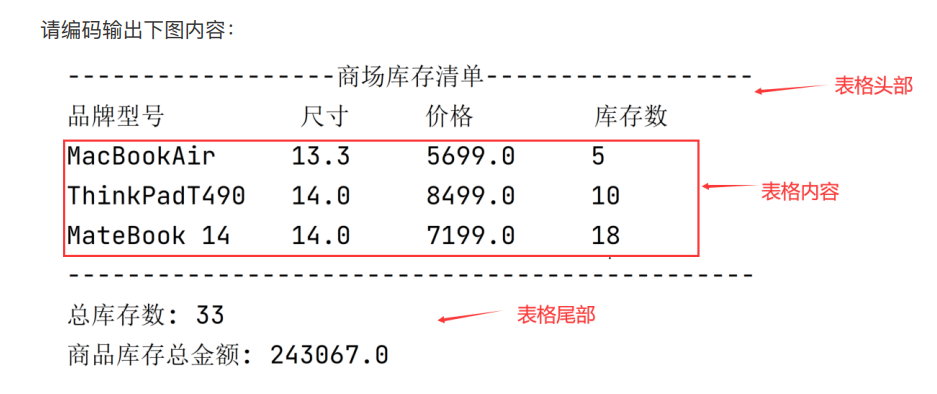 请编码输出下图内容：
------------------商场库存清单------------------
表格头部
品牌型号 尺寸 价格 库存数
MacBookAir 13.3 5699.0 5
ThinkPadT490 14.0 8499.0 10
表格内容
MateBook 14 14.0 7199.0 18
----------------------------------------------
总库存数: 33
表格尾部
商品库存总金额: 243067.0